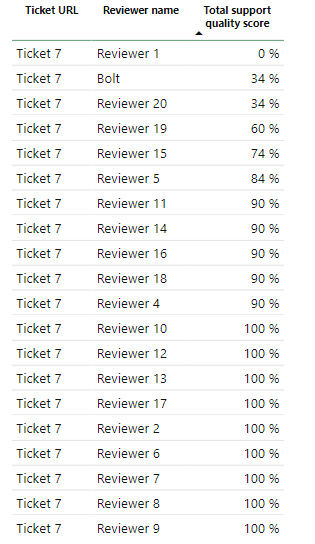 Ticket URL Reviewer name Total support
quality score
Ticket 7 Reviewer 1 0 %
Ticket 7 Bolt 34 %
Ticket 7 Reviewer 20 34 %
Ticket 7 Reviewer 19 60 %
Ticket 7 Reviewer 15 74 %
Ticket 7 Reviewer 5 84 %
Ticket 7 Reviewer 11 90 %
Ticket 7 Reviewer 14 90 %
Ticket 7 Reviewer 16 90 %
Ticket 7 Reviewer 18 90 %
Ticket 7 Reviewer 4 90 %
Ticket 7 Reviewer 10 100 %
Ticket 7 Reviewer 12 100 %
Ticket 7 Reviewer 13 100 %
Ticket 7 Reviewer 17 100 %
Ticket 7 Reviewer 2 100 %
Ticket 7 Reviewer 6 100 %
Ticket 7 Reviewer 7 100 %
Ticket 7 Reviewer 8 100 %
Ticket 7 Reviewer 9 100 %